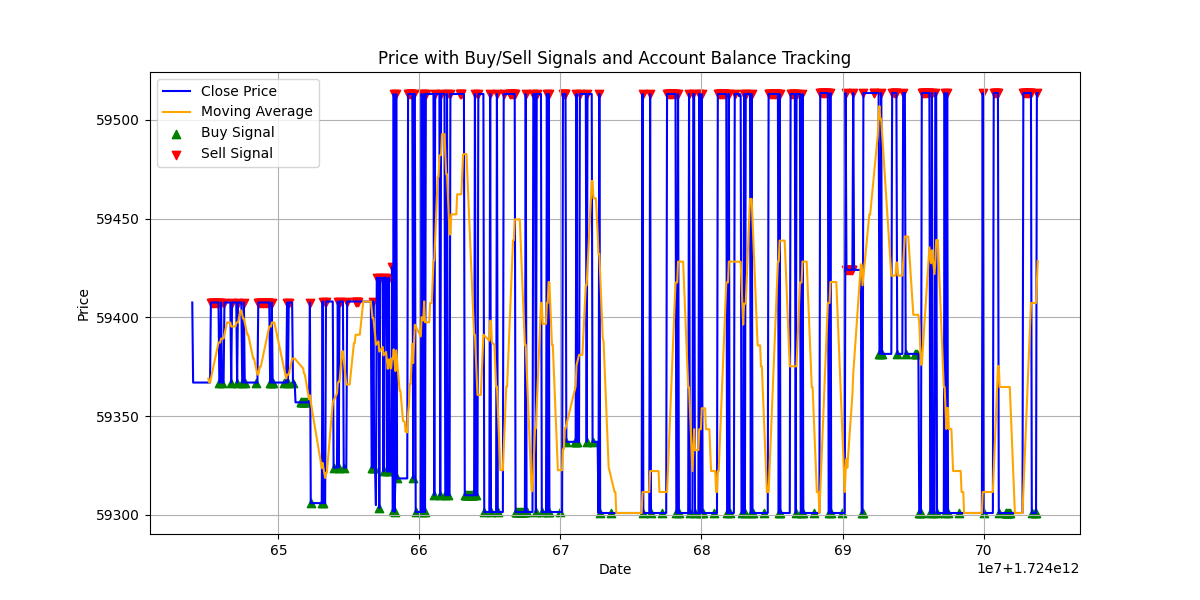 Price with Buy/Sell Signals and Account Balance Tracking
Close Price
Moving Average
Buy Signal
Sell Signal
Price
59500
59450
59400
59350
59300
65
66
67
68
69
70
Date
1e7+1.724e12